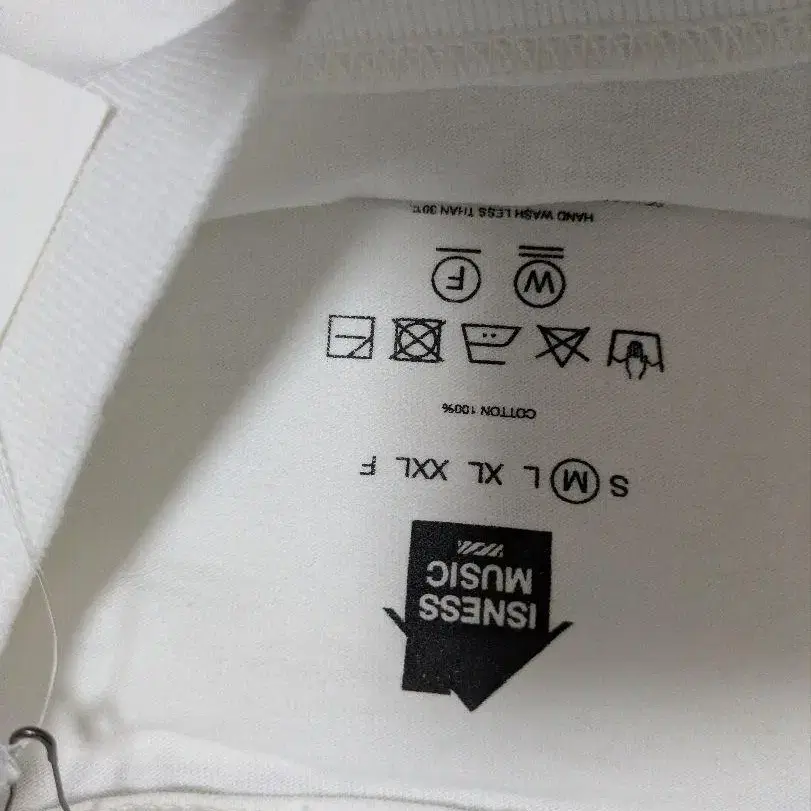 ISNESS
MUSIC
S M L XL XXL F
COTTON 100%
W F
HAND WASH LESS THAN 30℃